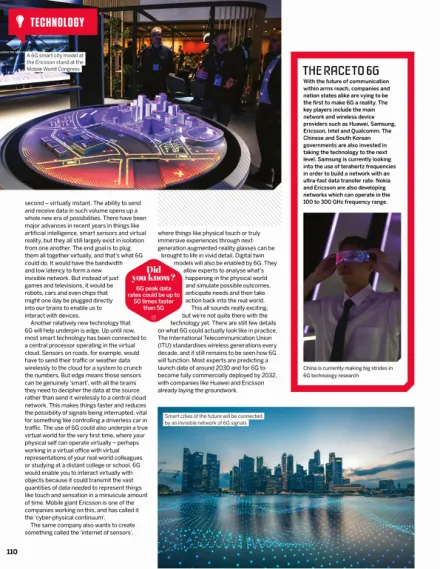 TECHNOLOGY
A 6G smart city model at
the Ericsson stand at the
Mobile World Congress
second – virtually instant. The ability to send
and receive data in such volume opens up a
whole new era of possibilities. There have been
major advances in recent years in things like
artificial intelligence, smart sensors and virtual
reality, but they all still largely exist in isolation
from one another. The end goal is to plug
them all together virtually, and that's what 6G
could do. It would have the bandwidth
and low latency to form a new
invisible network. But instead of just
games and televisions, it would be
robots, cars and even chips that
might one day be plugged directly
into our brains to enable us to
interact with devices.
Another relatively new technology that
6G will help underpin is edge. Up until now,
most smart technology has been connected to
a central processor operating in the virtual
cloud. Sensors on roads, for example, would
have to send their traffic or weather data
wirelessly to the cloud for a system to crunch
the numbers. But edge means those sensors
can be genuinely 'smart', with all the brains
they need to decipher the data at the source
rather than send it wirelessly to a central cloud
network. This makes things faster and reduces
the possibility of signals being interrupted, vital
for something like controlling a driverless car in
traffic. The use of 6G could also underpin a true
virtual world for the very first time, where your
physical self can operate virtually – perhaps
working in a virtual office with virtual
representations of your real-world colleagues
or studying at a distant college or school. 6G
would enable you to interact virtually with
objects because it could transmit the vast
quantities of data needed to represent things
like touch and sensation in a minuscule amount
of time. Mobile giant Ericsson is one of the
companies working on this, and has called it
the 'cyber-physical continuum'.
The same company also wants to create
something called the 'internet of sensors',
where things like physical touch or truly
immersive experiences through next-
generation augmented-reality glasses can be
brought to life in vivid detail. Digital twin
models will also be enabled by 6G. They
allow experts to analyse what's
happening in the physical world
and simulate possible outcomes,
anticipate needs and then take
action back into the real world.
This all sounds really exciting,
but we're not quite there with the
technology yet. There are still few details
on what 6G could actually look like in practice.
The International Telecommunication Union
(ITU) standardises wireless generations every
decade, and it still remains to be seen how 6G
will function. Most experts are predicting a
launch date of around 2030 and for 6G to
become fully commercially deployed by 2032,
with companies like Huawei and Ericsson
already laying the groundwork.
Did
you know?
6G peak data
rates could be up to
50 times faster
than 5G
THE RACE TO 6G
With the future of communication
within arms reach, companies and
nation states alike are vying to be
the first to make 6G a reality. The
key players include the main
network and wireless device
providers such as Huawei, Samsung,
Ericsson, Intel and Qualcomm. The
Chinese and South Korean
governments are also invested in
taking the technology to the next
level. Samsung is currently looking
into the use of terahertz frequencies
in order to build a network with an
ultra-fast data transfer rate. Nokia
and Ericsson are also developing
networks which can operate in the
100 to 300 GHz frequency range.
China is currently making big strides in
6G technology research
Smart cities of the future will be connected
by an invisible network of 6G signals
110